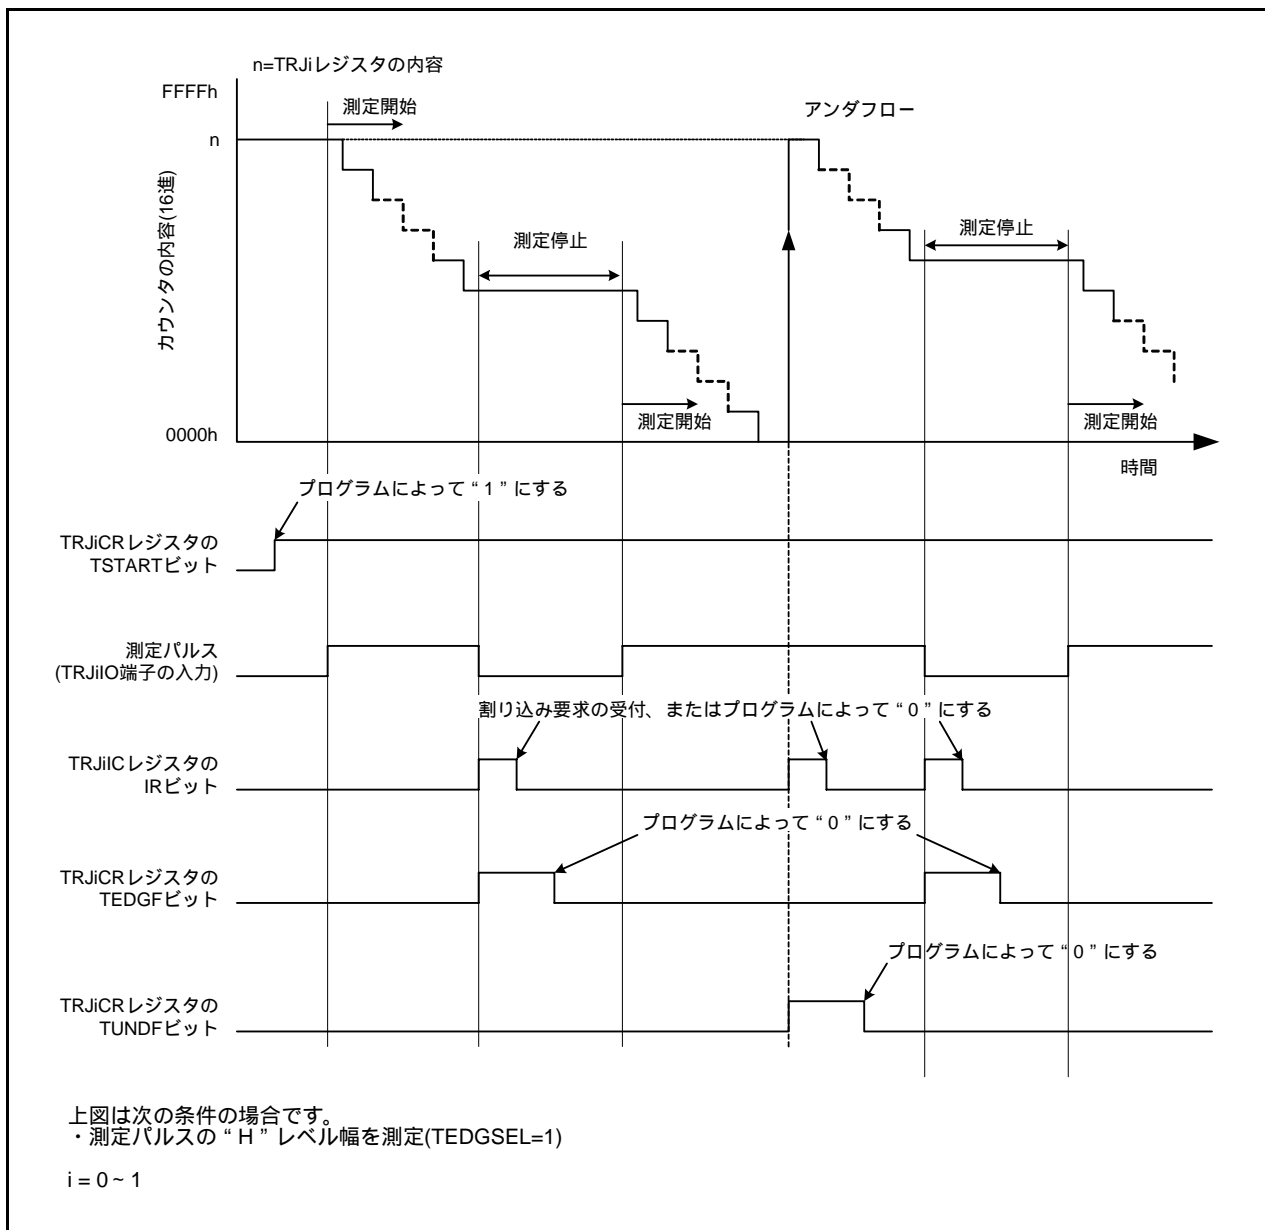 n=TRJiレジスタの内容
FFFFh
測定開始
アンダフロー
n
カウンタの内容(16進)
測定停止
測定停止
測定開始
測定開始
0000h
時間
プログラムによって“1”にする
TRJiCRレジスタの
TSTARTビット
測定パルス
(TRJiIO端子の入力)
割り込み要求の受付、またはプログラムによって“0”にする
TRJiICレジスタの
IRビット
プログラムによって“0”にする
TRJiCRレジスタの
TEDGFビット
プログラムによって“0”にする
TRJiCRレジスタの
TUNDFビット
上図は次の条件の場合です。
・測定パルスの“H”レベル幅を測定(TEDGSEL=1)
i = 0~1